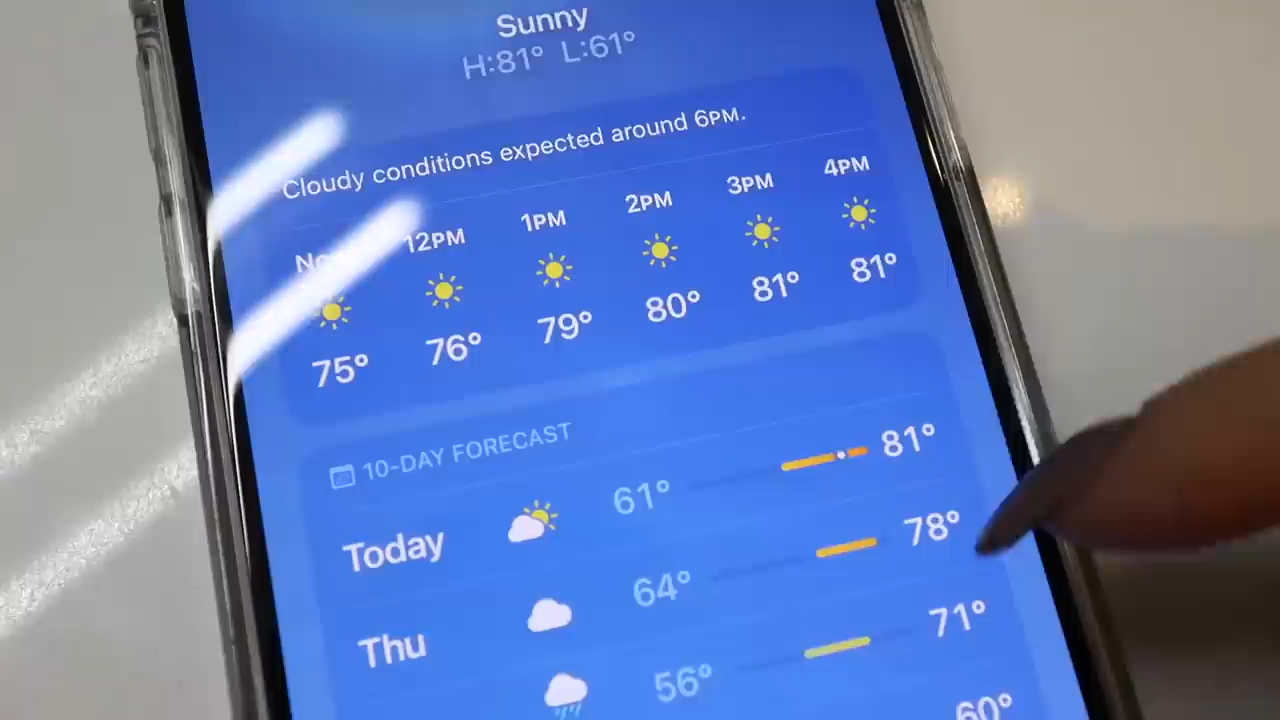 Sunny
H:81° L:61°
Cloudy conditions expected around 6PM.
12PM 1PM 2PM 3PM 4PM
75° 76° 79° 80° 81° 81°
10-DAY FORECAST
Today 61° 81°
Thu 64° 78°
56° 71°
60°